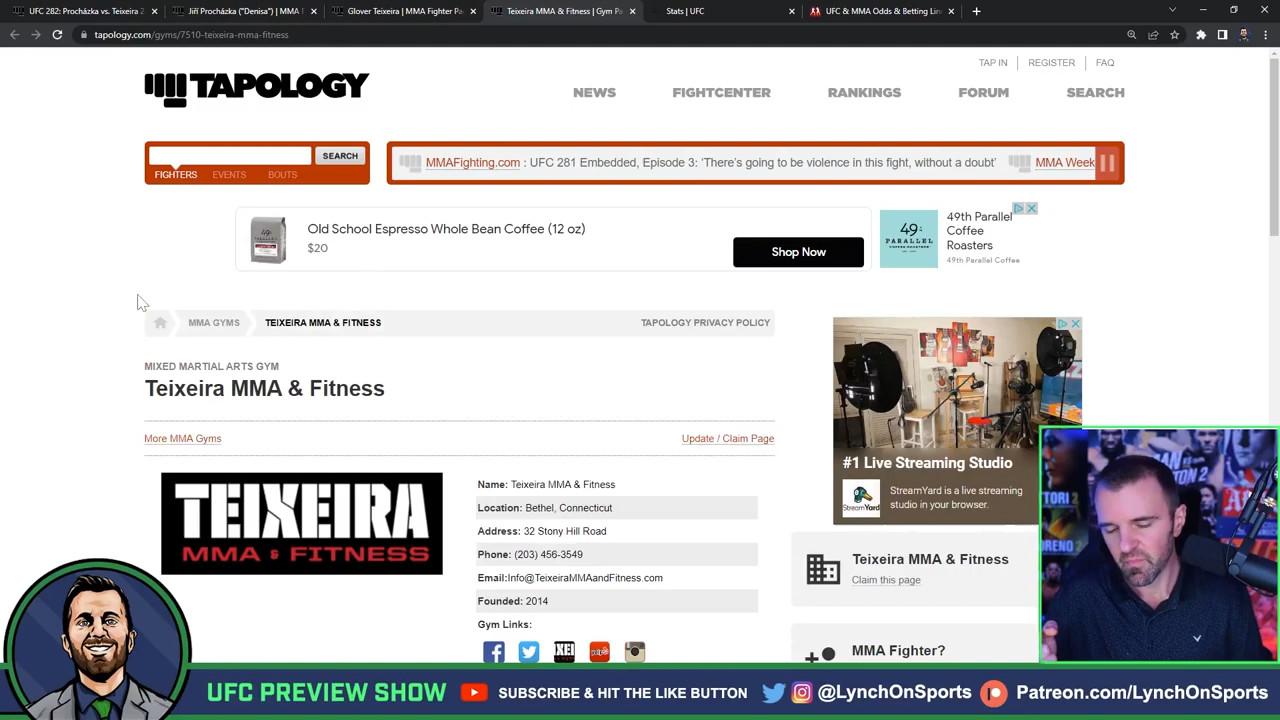 UFC 282: Procházka vs. Teixeira
Jiří Procházka ("Denisa") | MMA
Glover Teixeira | MMA Fighter Pa
Teixeira MMA & Fitness | Gym Pa
Stats | UFC
UFC & MMA Odds & Betting Lin
tapology.com/gyms/7510-teixeira-mma-fitness
TAP IN
REGISTER
FAQ
TAPOLOGY
NEWS
FIGHTCENTER
RANKINGS
FORUM
SEARCH
SEARCH
FIGHTERS
EVENTS
BOUTS
MMAFighting.com : UFC 281 Embedded, Episode 3: 'There's going to be violence in this fight, without a doubt'
MMA Week
Old School Espresso Whole Bean Coffee (12 oz)
$20
Shop Now
49
PARALLEL
49th Parallel
Coffee
Roasters
49th Parallel Coffee
MMA GYMS
TEIXEIRA MMA & FITNESS
TAPOLOGY PRIVACY POLICY
MIXED MARTIAL ARTS GYM
Teixeira MMA & Fitness
More MMA Gyms
Update / Claim Page
TEIXEIRA
MMA & FITNESS
Name: Teixeira MMA & Fitness
Location: Bethel, Connecticut
Address: 32 Stony Hill Road
Phone: (203) 456-3549
Email:Info@TeixeiraMMAandFitness.com
Founded: 2014
Gym Links:
#1 Live Streaming Studio
StreamYard
StreamYard is a live streaming
studio in your browser.
Teixeira MMA & Fitness
Claim this page
MMA Fighter?
UFC PREVIEW SHOW
SUBSCRIBE & HIT THE LIKE BUTTON
@LynchOnSports
Patreon.com/LynchOnSports